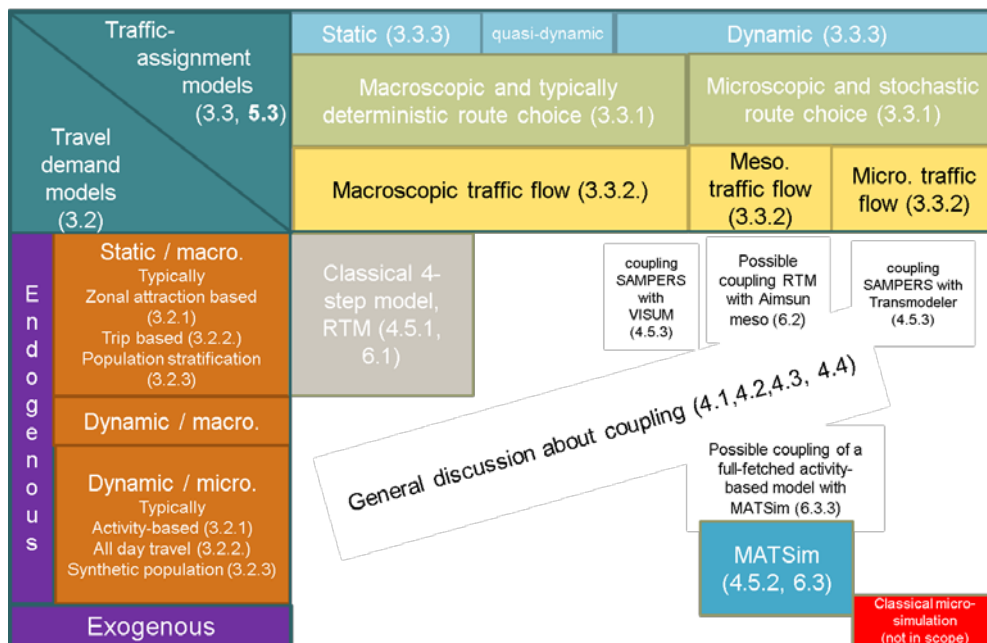 Traffic-
assignment
models
(3.3, 5.3)
Travel
demand
models
(3.2)
Static (3.3.3)
quasi-dynamic
Dynamic (3.3.3)
Macroscopic and typically
deterministic route choice (3.3.1)
Microscopic and stochastic
route choice (3.3.1)
Macroscopic traffic flow (3.3.2.)
Meso.
traffic flow
(3.3.2)
Micro. traffic
flow (3.3.2)
Endogenous
Static / macro.
Typically
Zonal attraction based
(3.2.1)
Trip based (3.2.2.)
Population stratification
(3.2.3)
Classical 4-
step model,
RTM (4.5.1,
6.1)
coupling
SAMPERS
with
VISUM
(4.5.3)
Possible
coupling RTM
with Aimsun
meso (6.2)
coupling
SAMPERS with
Transmodeler
(4.5.3)
General discussion about coupling (4.1,4.2,4.3, 4.4)
Dynamic / macro.
Dynamic / micro.
Typically
Activity-based (3.2.1)
All day travel (3.2.2.)
Synthetic population (3.2.3)
Possible coupling of a
full-fetched activity-
based model with
MATSim (6.3.3)
MATSim
(4.5.2, 6.3)
Exogenous
Classical micro-
simulation
(not in scope)